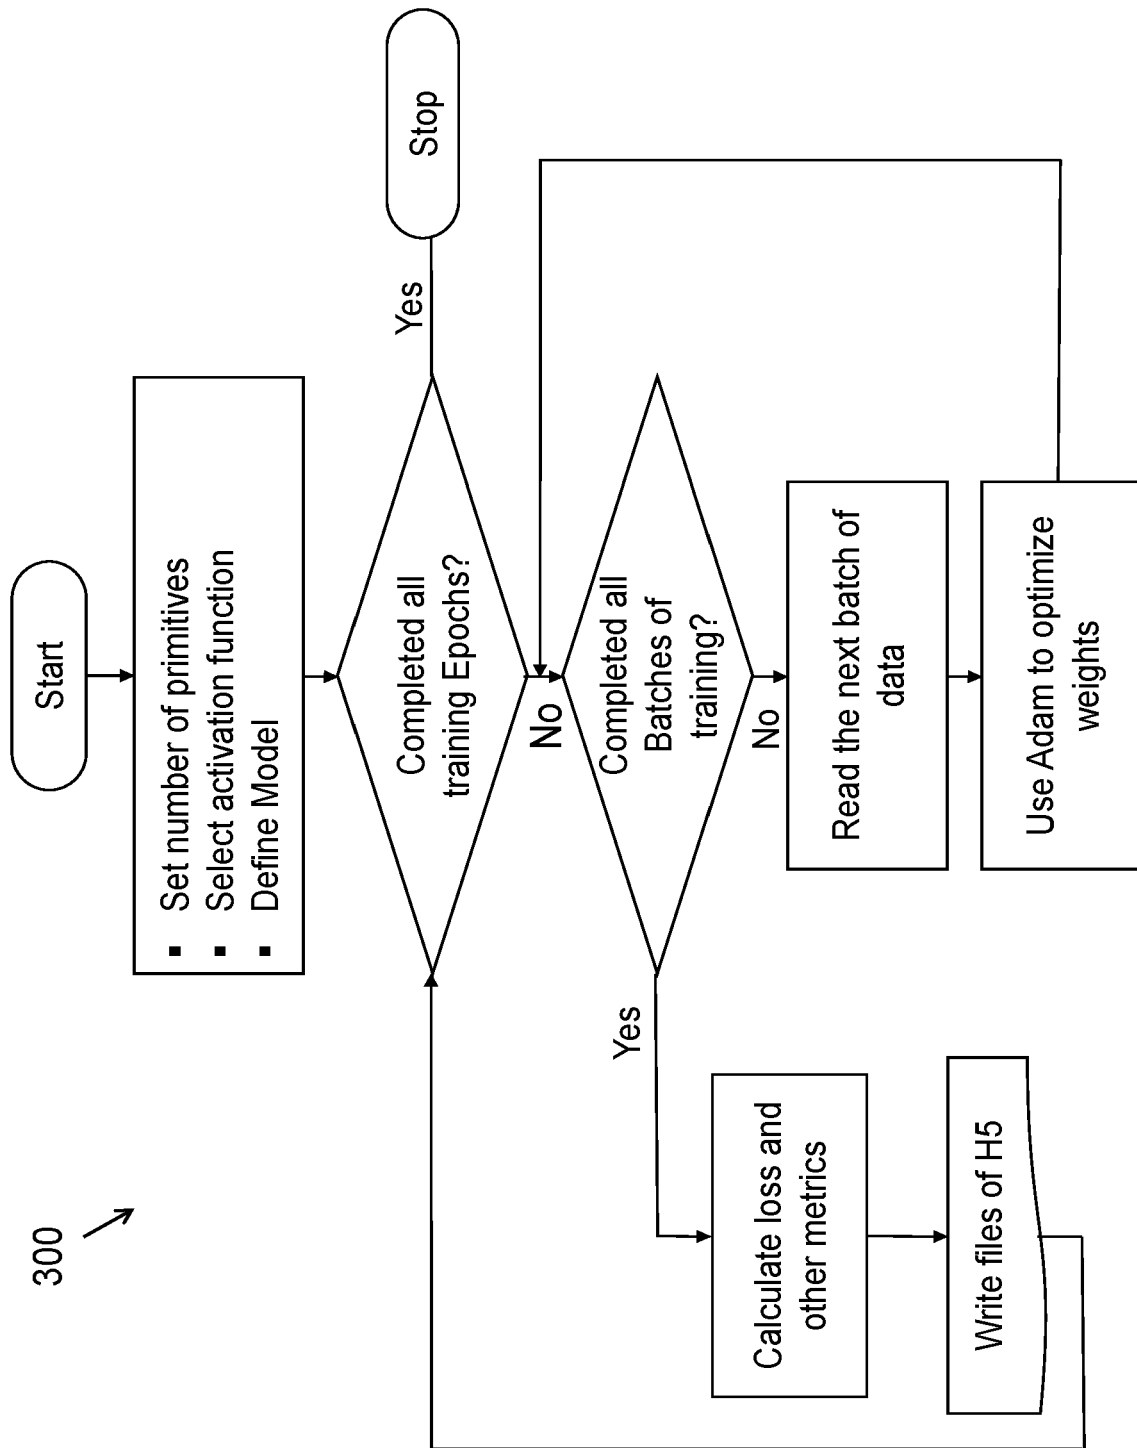 300
Start
▪ Set number of primitives
▪ Select activation function
▪ Define Model
Completed all
training Epochs?
Yes
Stop
No
Completed all
Batches of
training?
Yes
No
Calculate loss and
other metrics
Write files of H5
Read the next batch of
data
Use Adam to optimize
weights